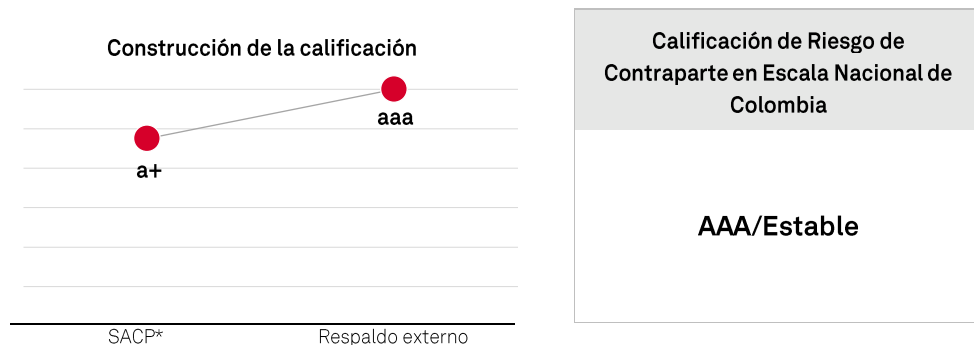 Construcción de la calificación
aaa
a+
SACP*
Respaldo externo
Calificación de Riesgo de
Contraparte en Escala Nacional de
Colombia
AAA/Estable